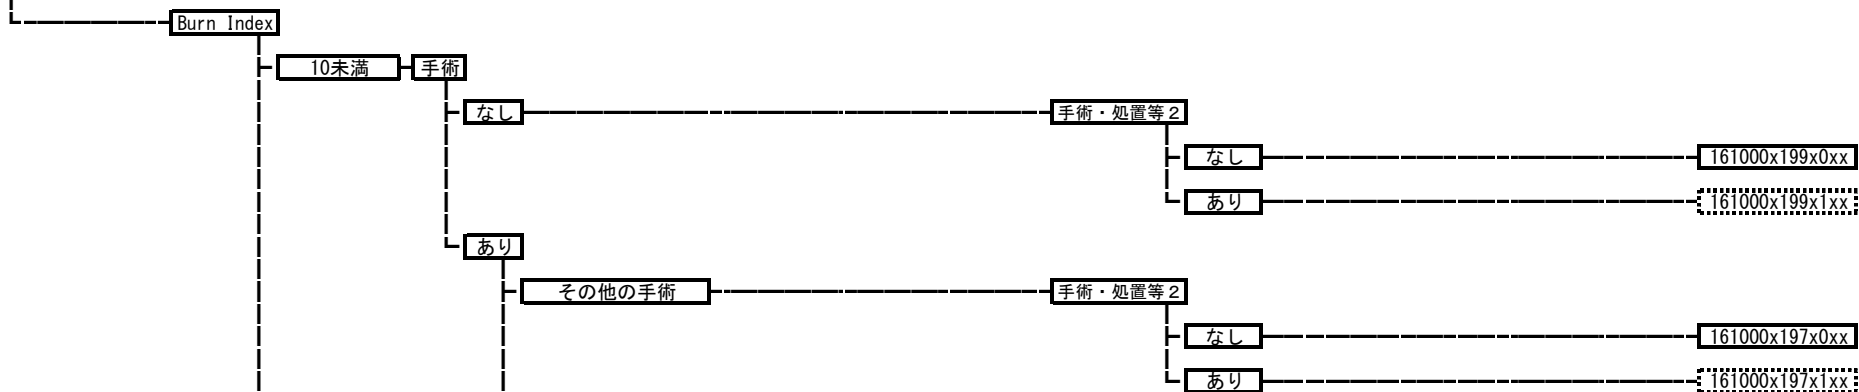 Burn Index
10未満 手術
なし 手術・処置等２
なし 161000x199x0xx
あり 161000x199x1xx
あり
その他の手術 手術・処置等２
なし 161000x197x0xx
あり 161000x197x1xx